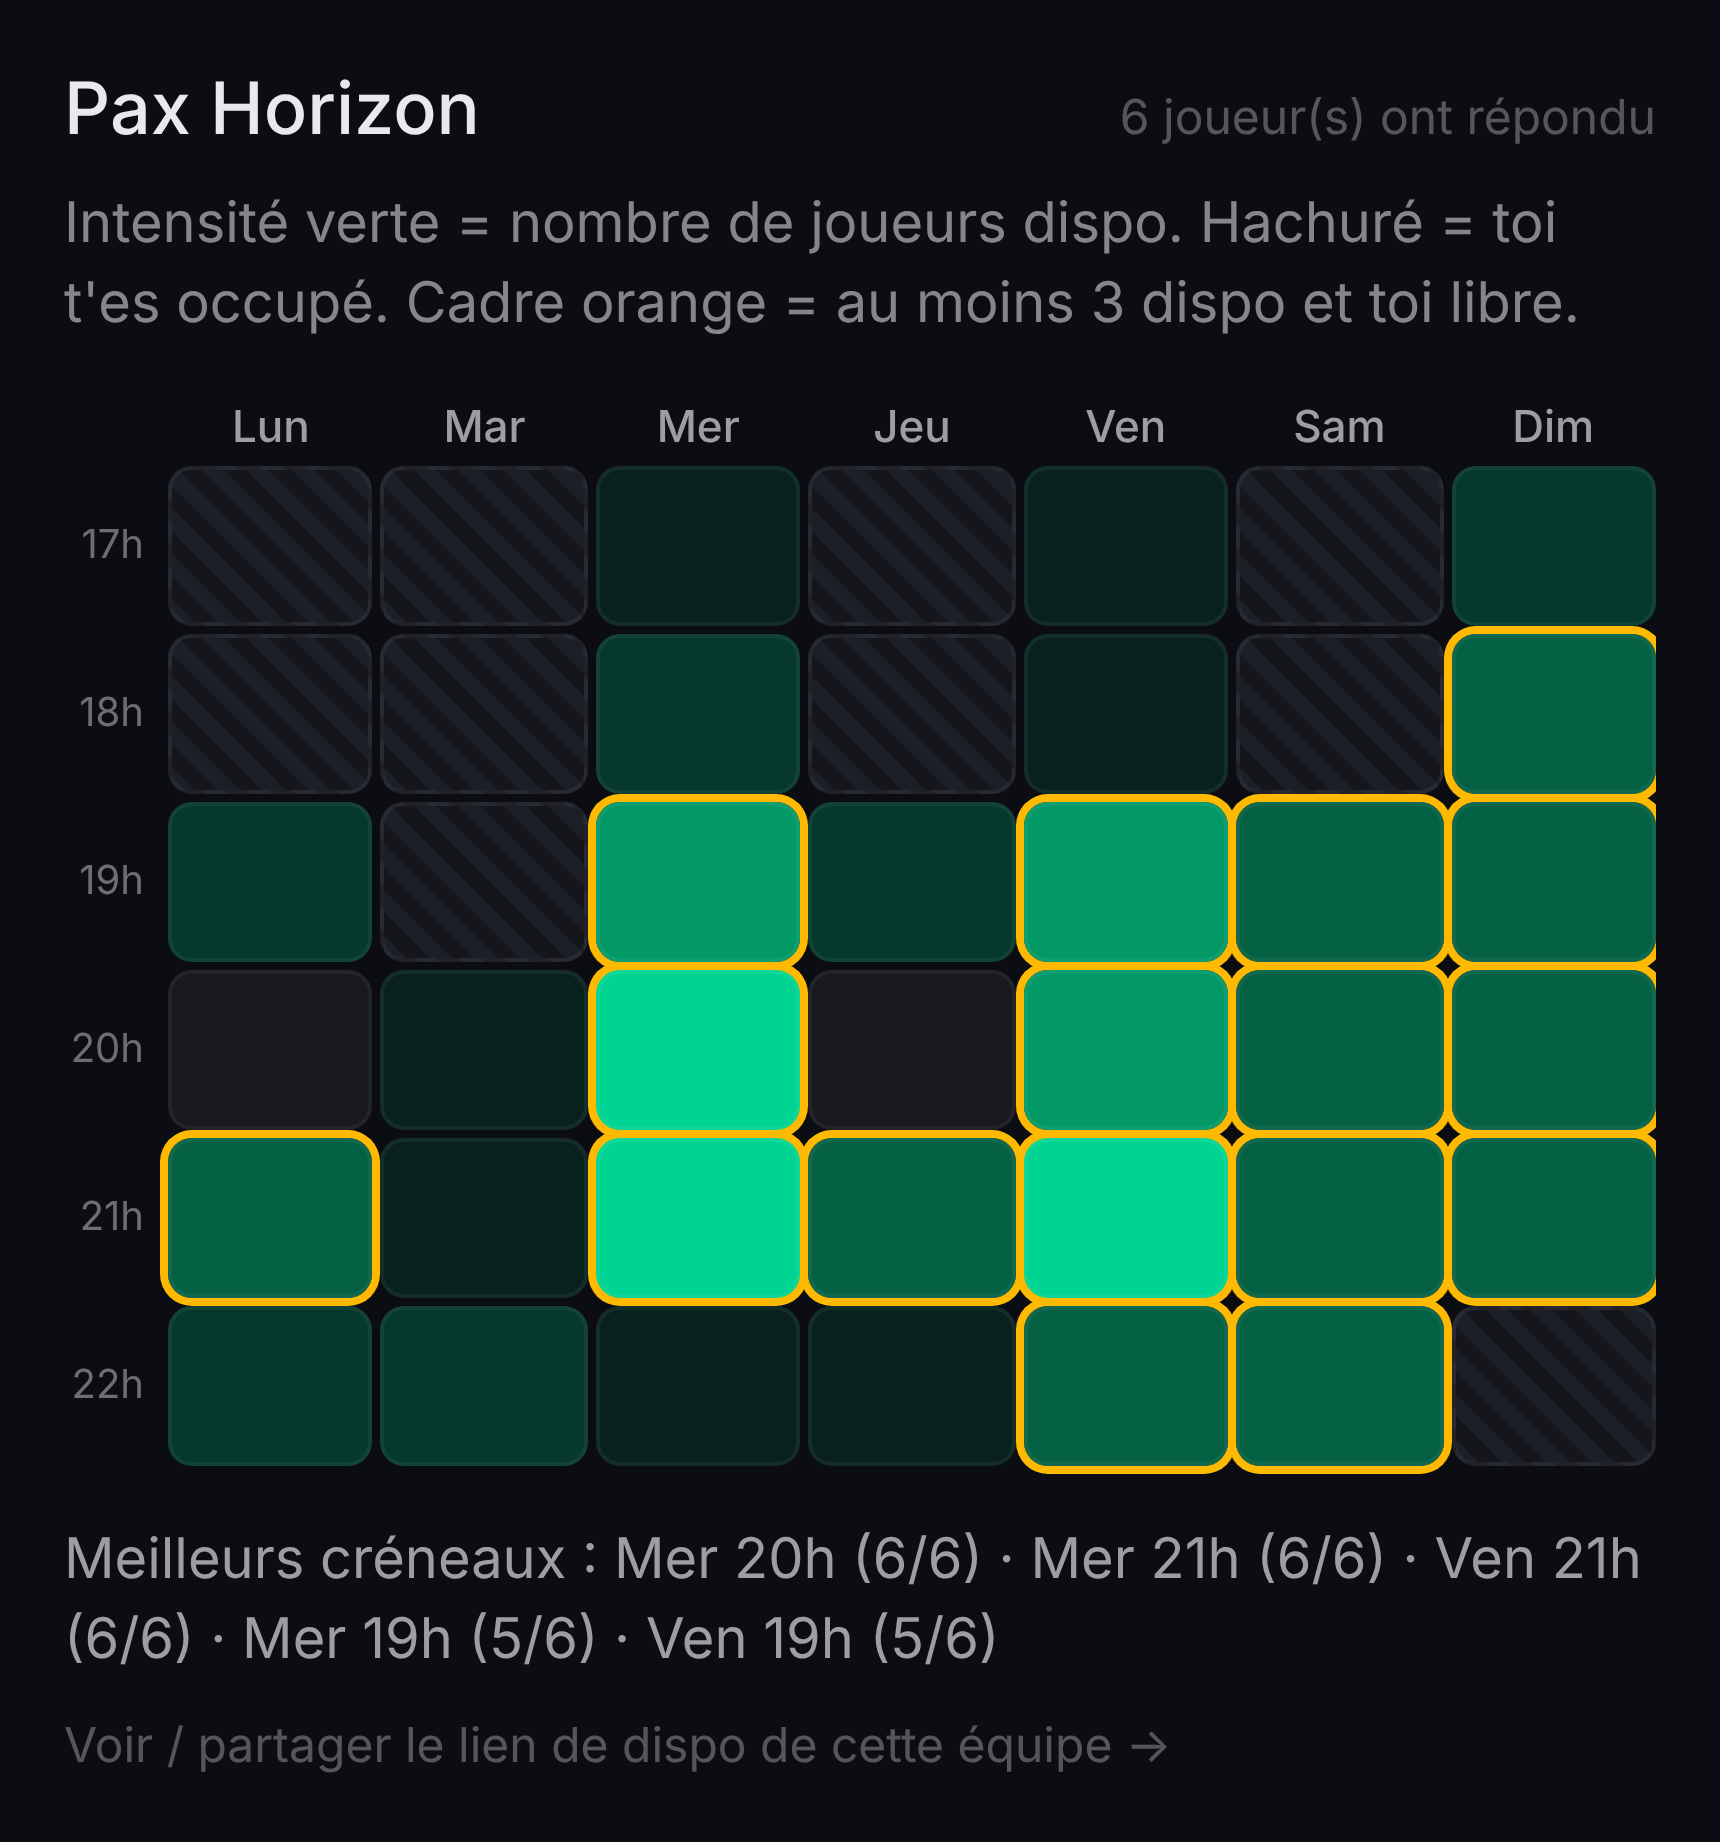 Pax Horizon
6 joueur(s) ont répondu
Intensité verte = nombre de joueurs dispo. Hachuré = toi
t'es occupé. Cadre orange = au moins 3 dispo et toi libre.
Lun Mar Mer Jeu Ven Sam Dim
17h
18h
19h
20h
21h
22h
Meilleurs créneaux : Mer 20h (6/6) · Mer 21h (6/6) · Ven 21h
(6/6) · Mer 19h (5/6) · Ven 19h (5/6)
Voir / partager le lien de dispo de cette équipe →